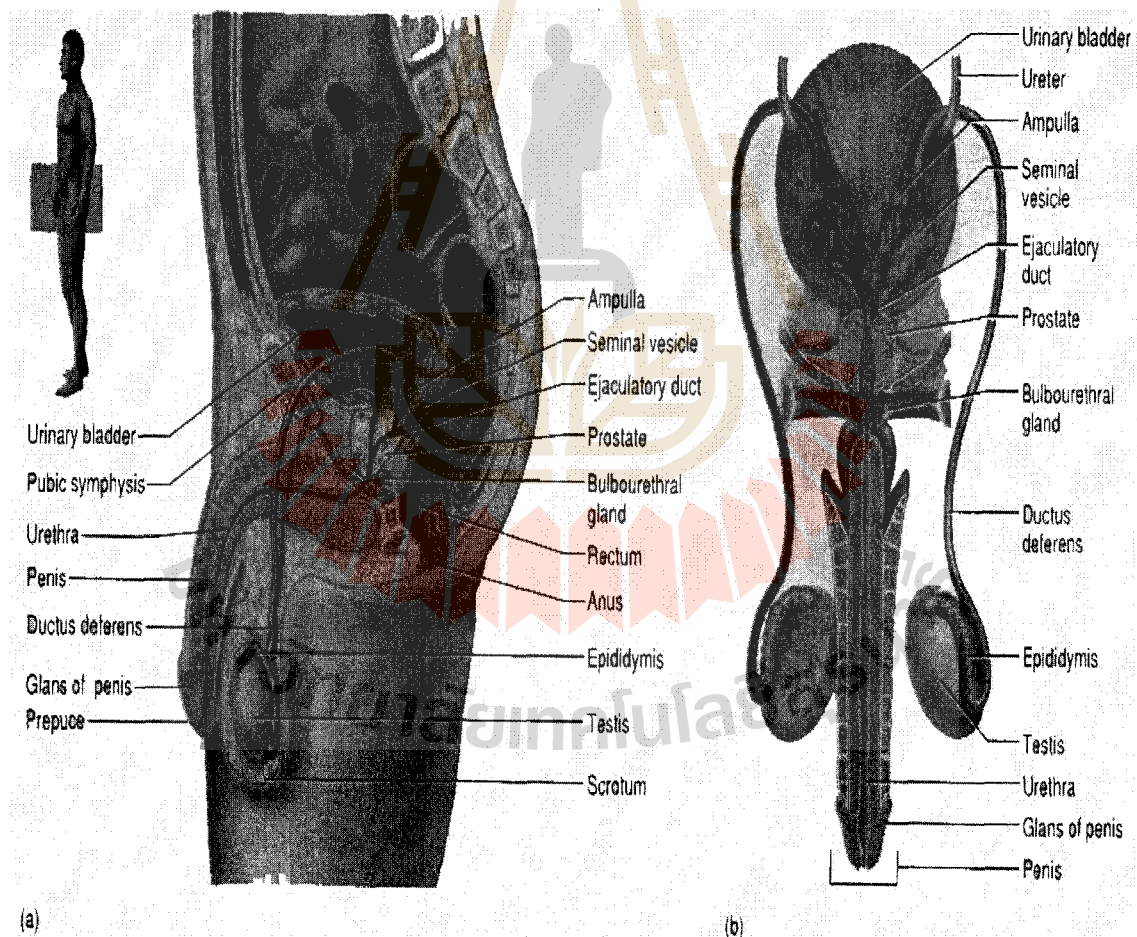 Urinary bladder
Pubic symphysis
Urethra
Penis
Ductus deferens
Glans of penis
Prepuce
Ampulla
Seminal vesicle
Ejaculatory duct
Prostate
Bulbourethral
gland
Rectum
Anus
Epididymis
Testis
Scrotum
(a)
Urinary bladder
Ureter
Ampulla
Seminal
vesicle
Ejaculatory
duct
Prostate
Bulbourethral
gland
Ductus
deferens
Epididymis
Testis
Urethra
Glans of penis
Penis
(b)